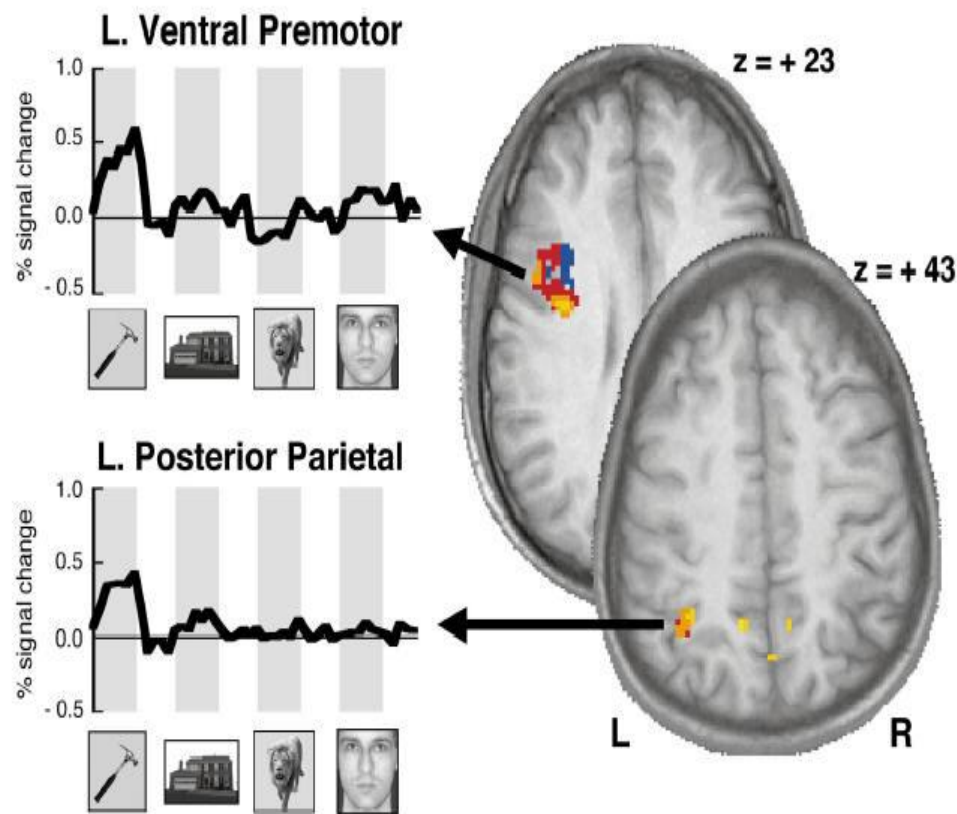 L. Ventral Premotor
% signal change
1.0
0.5
0.0
- 0.5
z = + 23
z = + 43
L. Posterior Parietal
% signal change
1.0
0.5
0.0
- 0.5
L
R